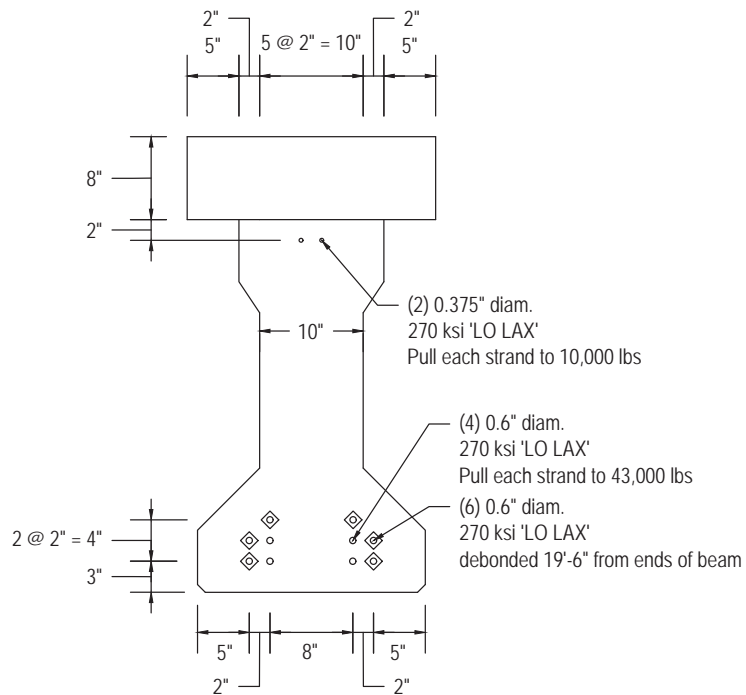 2" 2"
5" 5 @ 2" = 10" 5"
8"
2"
(2) 0.375" diam.
270 ksi 'LO LAX'
Pull each strand to 10,000 lbs
10"
(4) 0.6" diam.
270 ksi 'LO LAX'
Pull each strand to 43,000 lbs
(6) 0.6" diam.
270 ksi 'LO LAX'
debonded 19'-6" from ends of beam
2 @ 2" = 4"
3"
5" 8" 5"
2" 2"